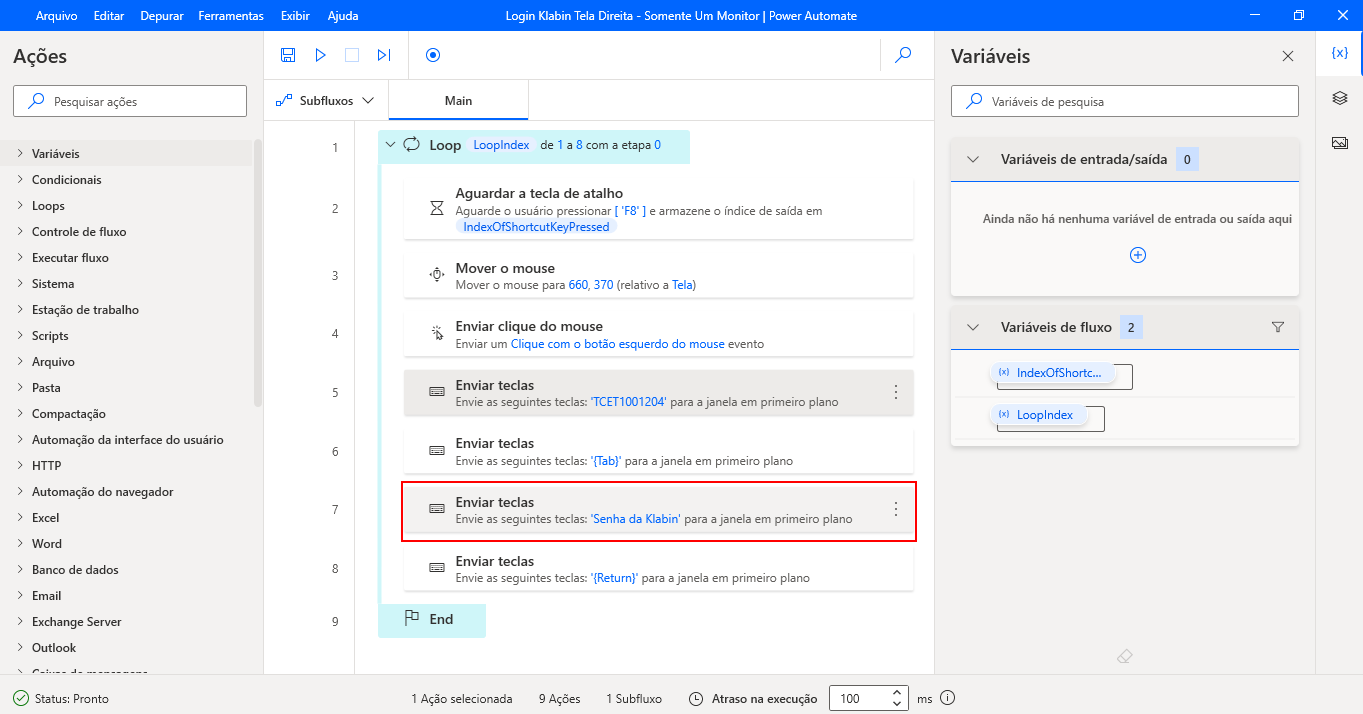 Arquivo Editar Depurar Ferramentas Exibir Ajuda
Login Klabin Tela Direita - Somente Um Monitor | Power Automate
Ações
Pesquisar ações
Variáveis
Condicionais
Loops
Controle de fluxo
Executar fluxo
Sistema
Estação de trabalho
Scripts
Arquivo
Pasta
Compactação
Automação da interface do usuário
HTTP
Automação do navegador
Excel
Word
Banco de dados
Email
Exchange Server
Outlook
Subfluxos
Main
1
Loop LoopIndex de 1 a 8 com a etapa 0
2
Aguardar a tecla de atalho
Aguarde o usuário pressionar [ 'F8' ] e armazene o índice de saída em
IndexOfShortcutKeyPressed
3
Mover o mouse
Mover o mouse para 660, 370 (relativo a Tela)
4
Enviar clique do mouse
Enviar um Clique com o botão esquerdo do mouse evento
5
Enviar teclas
Envie as seguintes teclas: 'TCET1001204' para a janela em primeiro plano
6
Enviar teclas
Envie as seguintes teclas: '{Tab}' para a janela em primeiro plano
7
Enviar teclas
Envie as seguintes teclas: 'Senha da Klabin' para a janela em primeiro plano
8
Enviar teclas
Envie as seguintes teclas: '{Return}' para a janela em primeiro plano
9
End
Variáveis
Variáveis de pesquisa
Variáveis de entrada/saída 0
Ainda não há nenhuma variável de entrada ou saída aqui
Variáveis de fluxo 2
(x) IndexOfShortc...
(x) LoopIndex
{x}
Status: Pronto
1 Ação selecionada
9 Ações
1 Subfluxo
Atraso na execução
100
ms